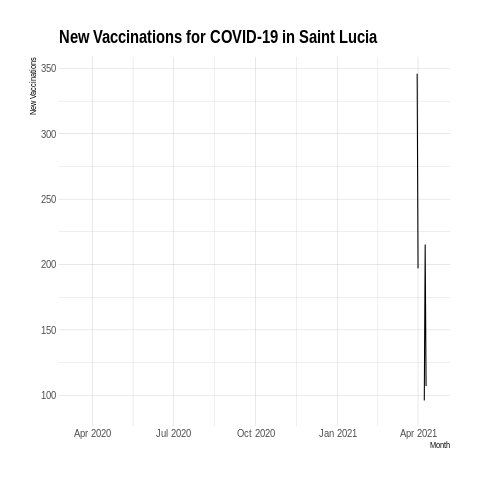 New Vaccinations for COVID-19 in Saint Lucia
New Vaccinations
350
300
250
200
150
100
Apr 2020 Jul 2020 Oct 2020 Jan 2021 Apr 2021
Month